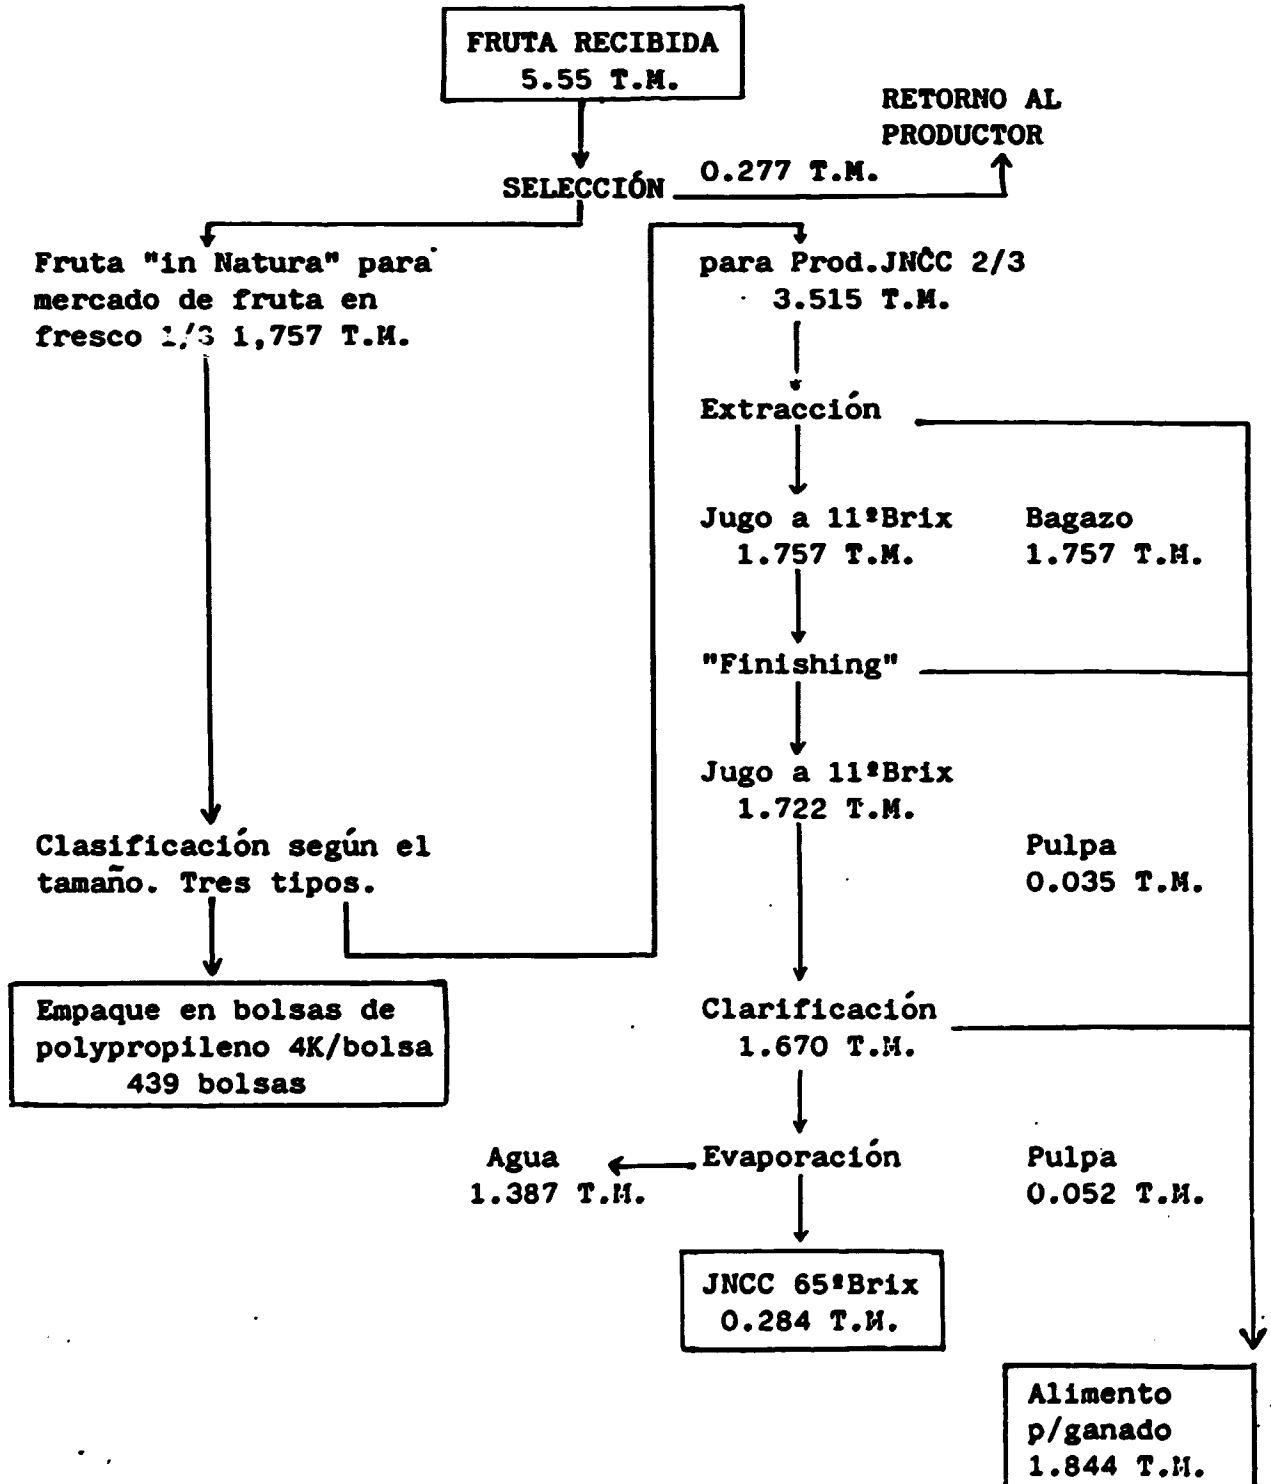 FRUTA RECIBIDA
5.55 T.M.
RETORNO AL
PRODUCTOR
0.277 T.M.
SELECCIÓN
Fruta "in Natura" para
mercado de fruta en
fresco 1/3 1,757 T.M.
para Prod.JNCC 2/3
3.515 T.M.
Extracción
Jugo a 11ºBrix
1.757 T.M.
Bagazo
1.757 T.M.
"Finishing"
Jugo a 11ºBrix
1.722 T.M.
Clasificación según el
tamaño. Tres tipos.
Pulpa
0.035 T.M.
Empaque en bolsas de
polypropileno 4K/bolsa
439 bolsas
Clarificación
1.670 T.M.
Agua
1.387 T.M.
Evaporación
Pulpa
0.052 T.M.
JNCC 65ºBrix
0.284 T.M.
Alimento
p/ganado
1.844 T.M.